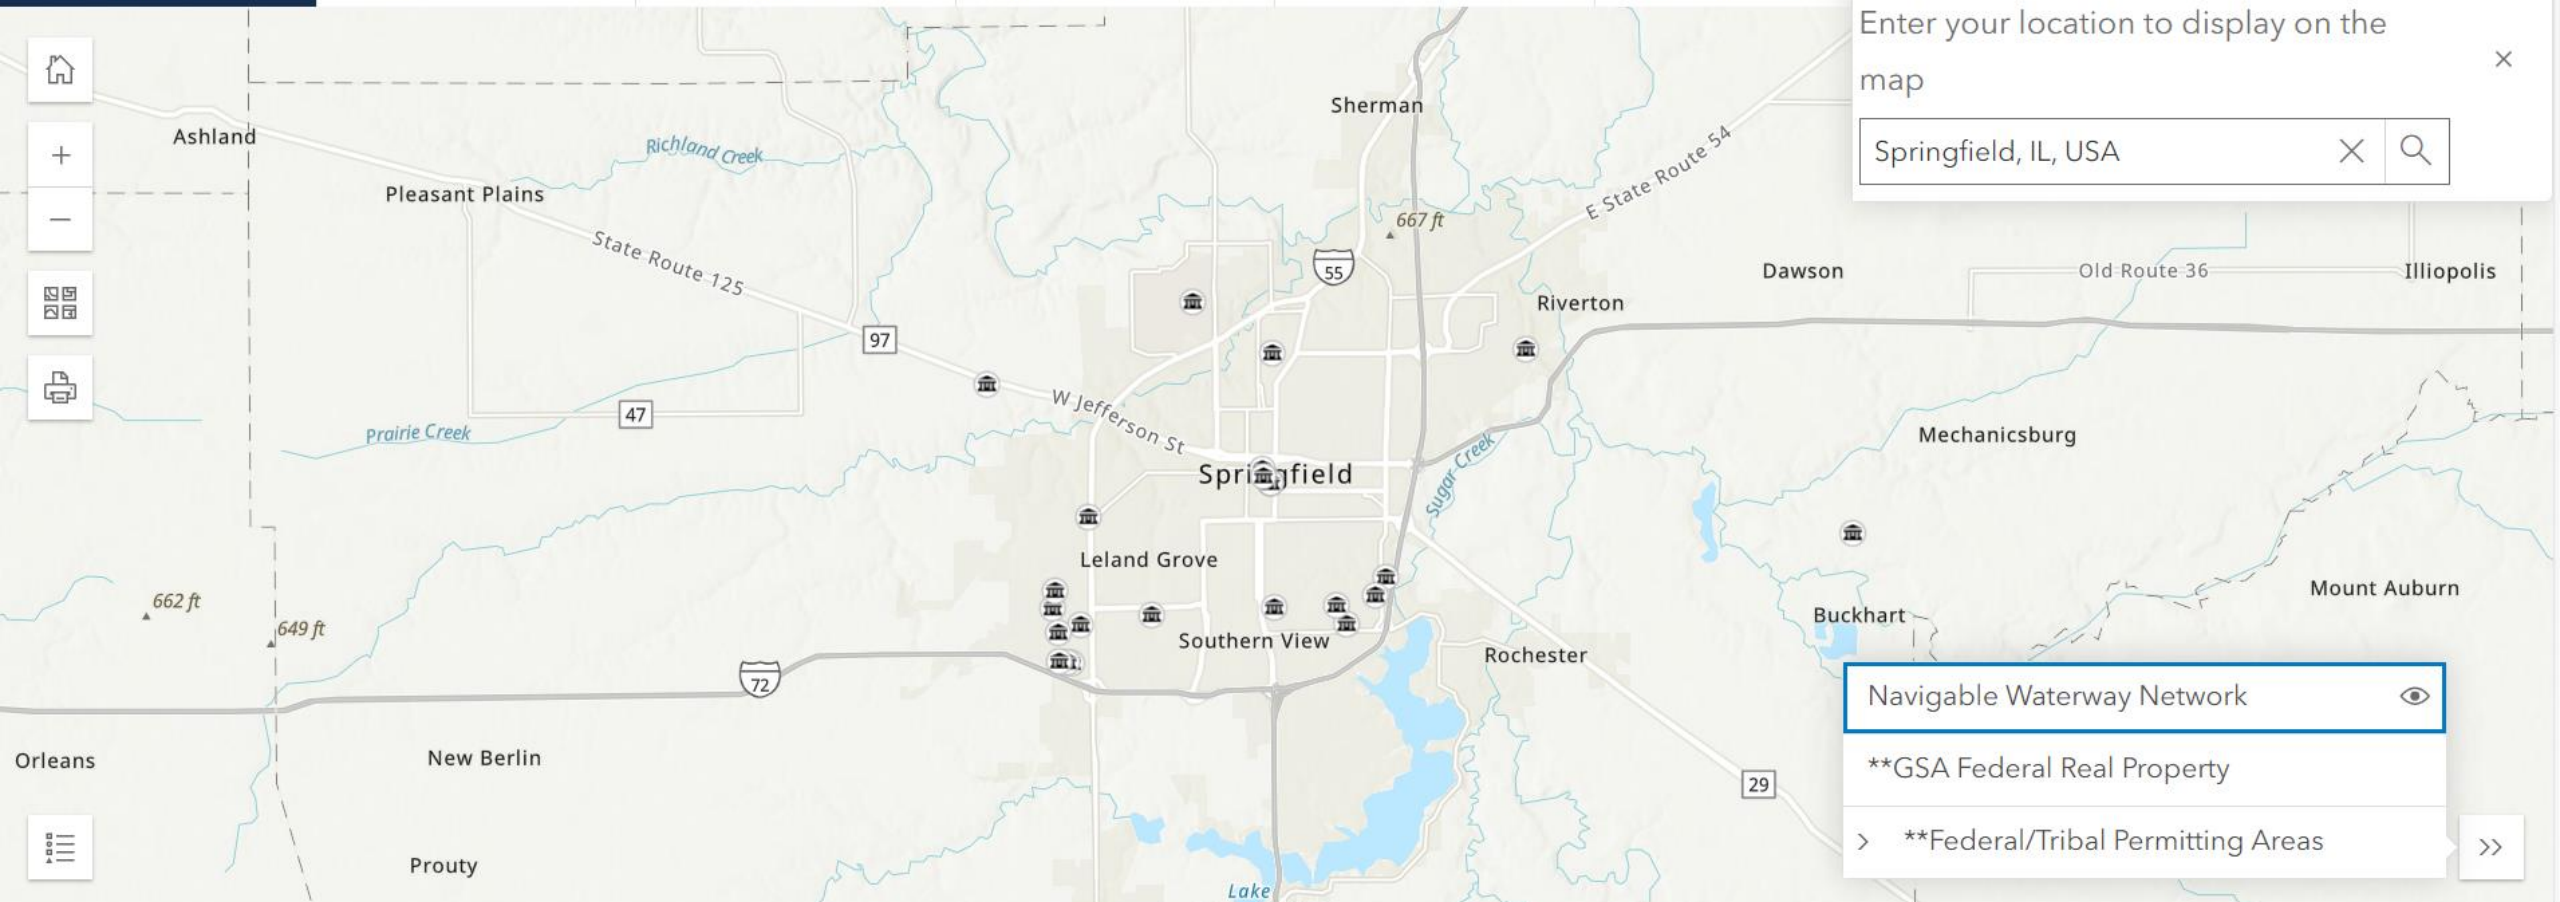 Enter your location to display on the
map
Springfield, IL, USA
Sherman
Ashland
Richland Creek
Pleasant Plains
E State Route 54
667 ft
State Route 125
55
Dawson
Old Route 36
Illiopolis
Riverton
97
W Jefferson St
47
Prairie Creek
Mechanicsburg
Springfield
Sugar Creek
Leland Grove
662 ft
649 ft
Mount Auburn
Buckhart
Southern View
Rochester
72
Navigable Waterway Network
Orleans
New Berlin
**GSA Federal Real Property
29
**Federal/Tribal Permitting Areas
Prouty
Lake